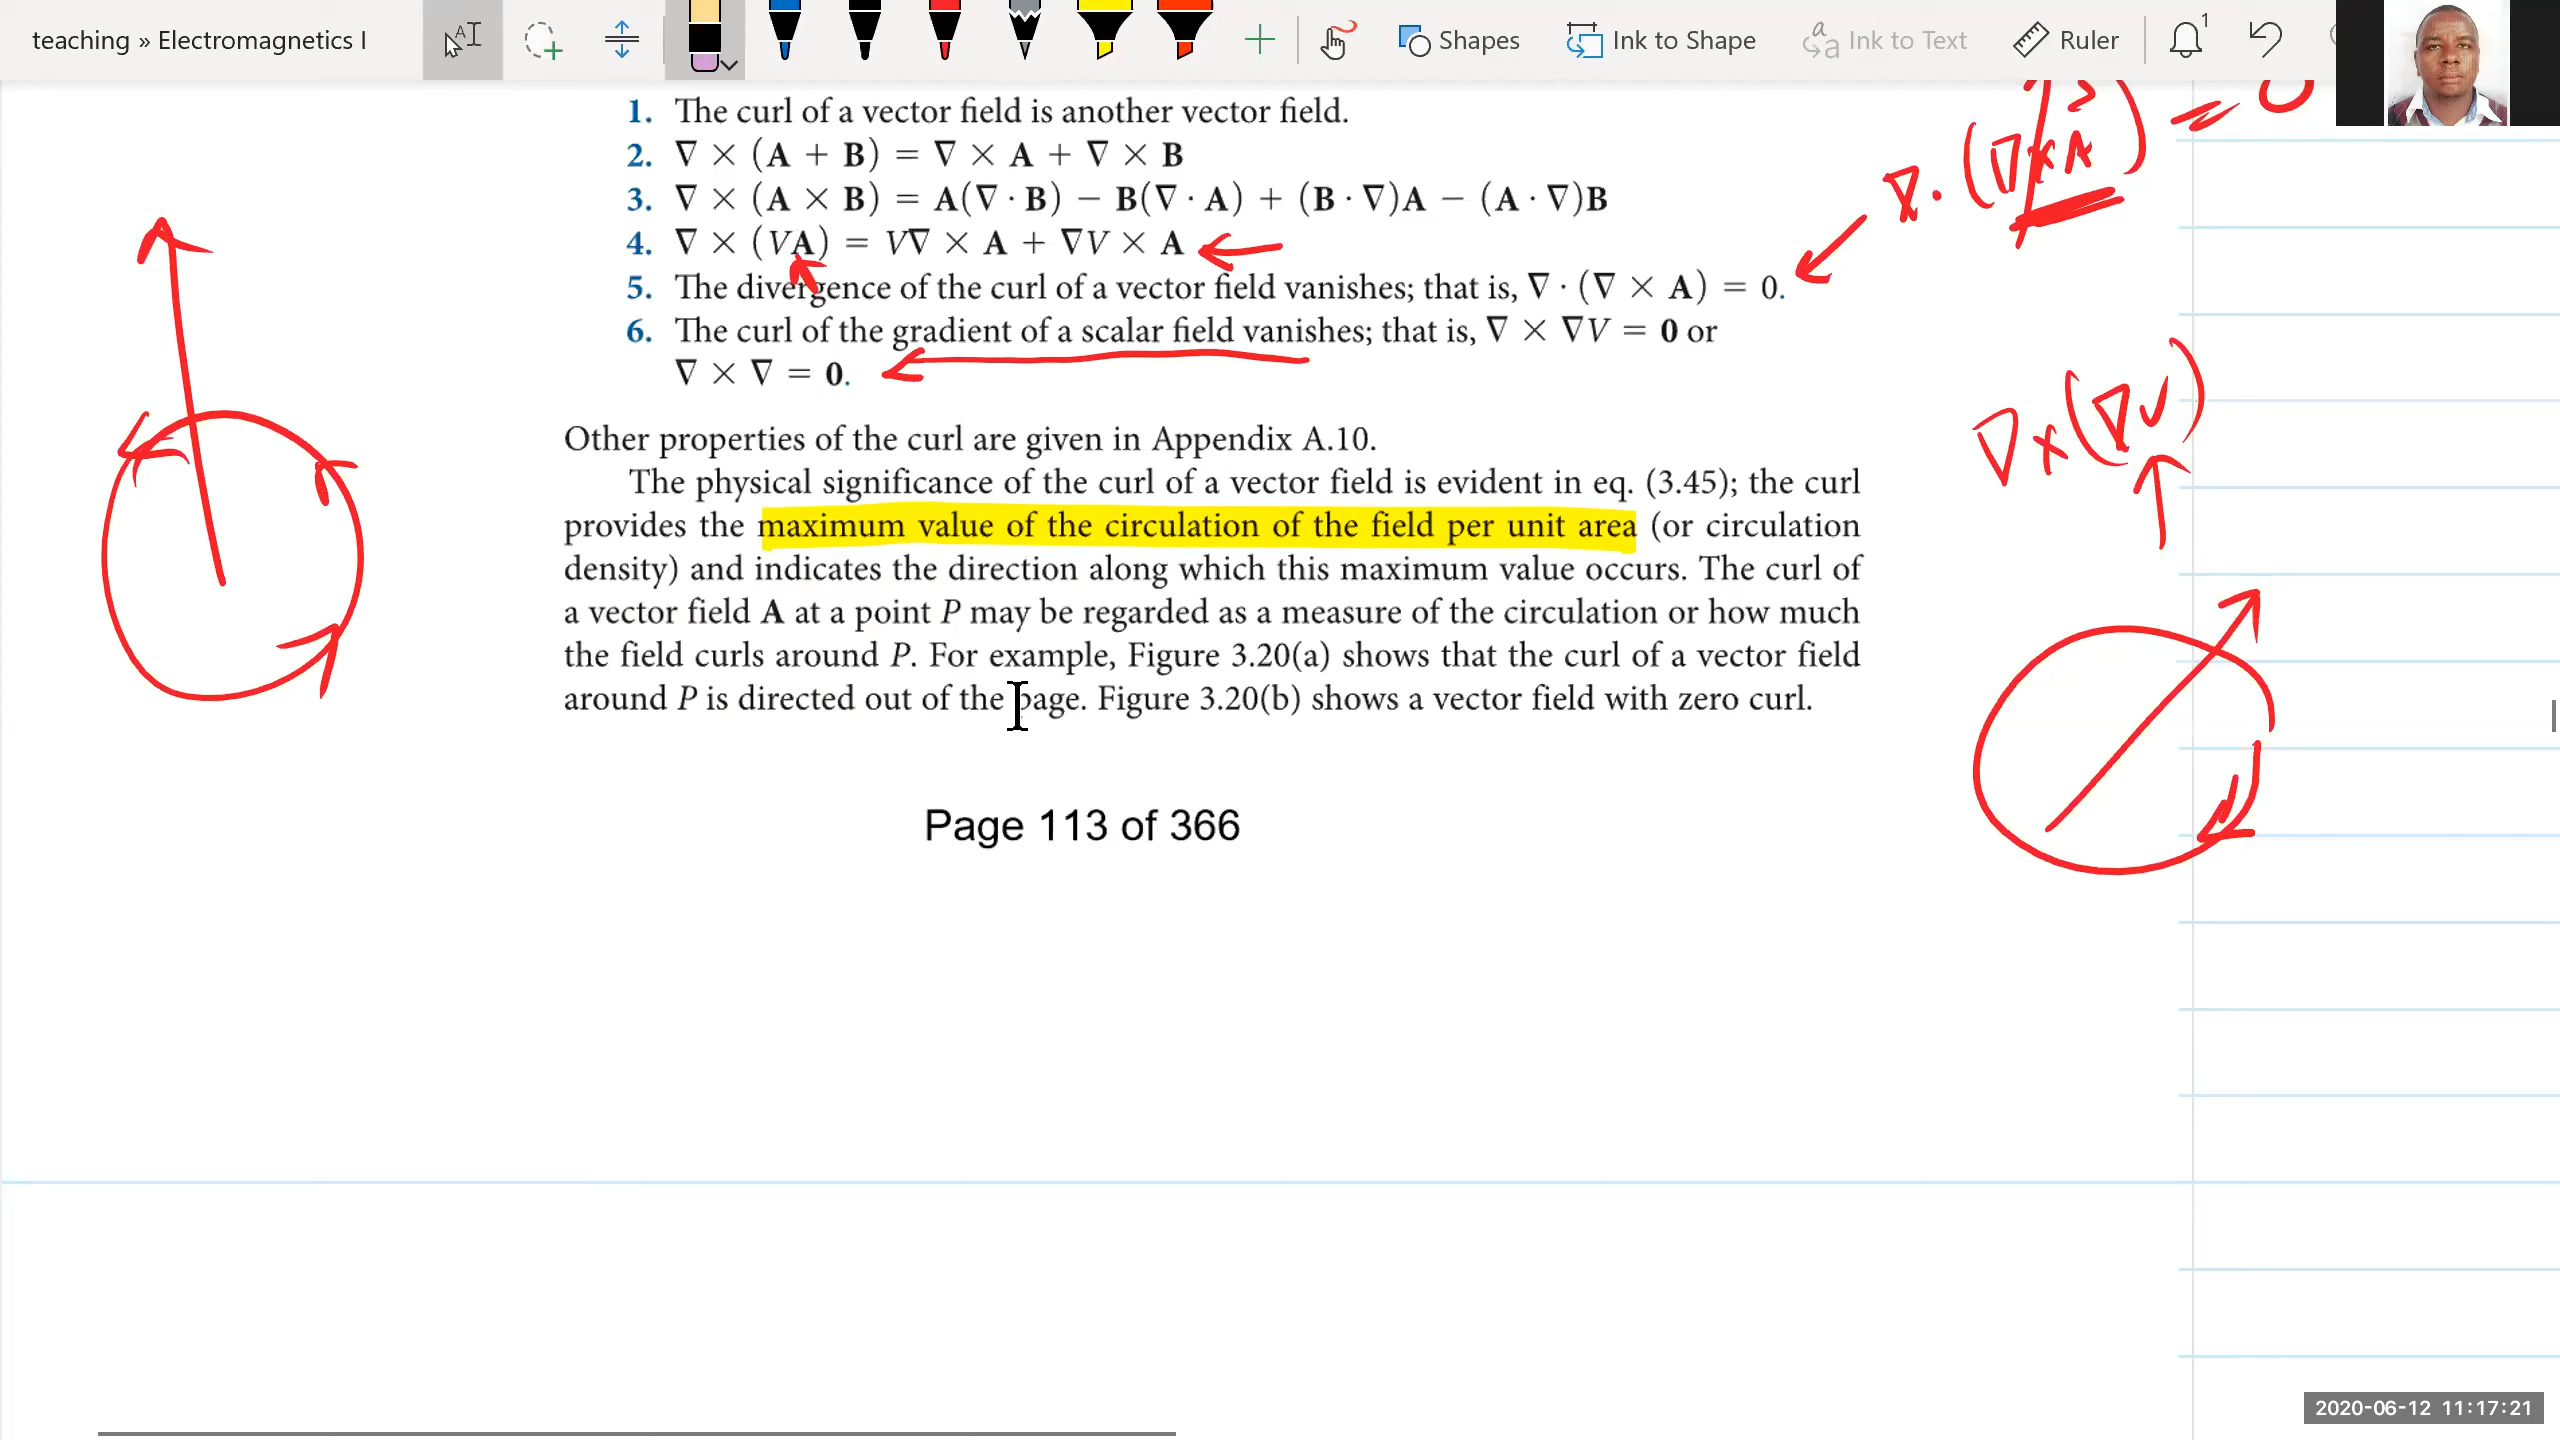 teaching » Electromagnetics I
Shapes
Ink to Shape
Ink to Text
Ruler
1
1. The curl of a vector field is another vector field.
2. ∇ × (A + B) = ∇ × A + ∇ × B
3. ∇ × (A × B) = A(∇ · B) − B(∇ · A) + (B · ∇)A − (A · ∇)B
4. ∇ × (VA) = V∇ × A + ∇V × A
5. The divergence of the curl of a vector field vanishes; that is, ∇ · (∇ × A) = 0.
6. The curl of the gradient of a scalar field vanishes; that is, ∇ × ∇V = 0 or
∇ × ∇ = 0.
∇ · (∇ × A) = 0
∇ × (∇V)
Other properties of the curl are given in Appendix A.10.
The physical significance of the curl of a vector field is evident in eq. (3.45); the curl
provides the maximum value of the circulation of the field per unit area (or circulation
density) and indicates the direction along which this maximum value occurs. The curl of
a vector field A at a point P may be regarded as a measure of the circulation or how much
the field curls around P. For example, Figure 3.20(a) shows that the curl of a vector field
around P is directed out of the page. Figure 3.20(b) shows a vector field with zero curl.
Page 113 of 366
2020-06-12 11:17:21